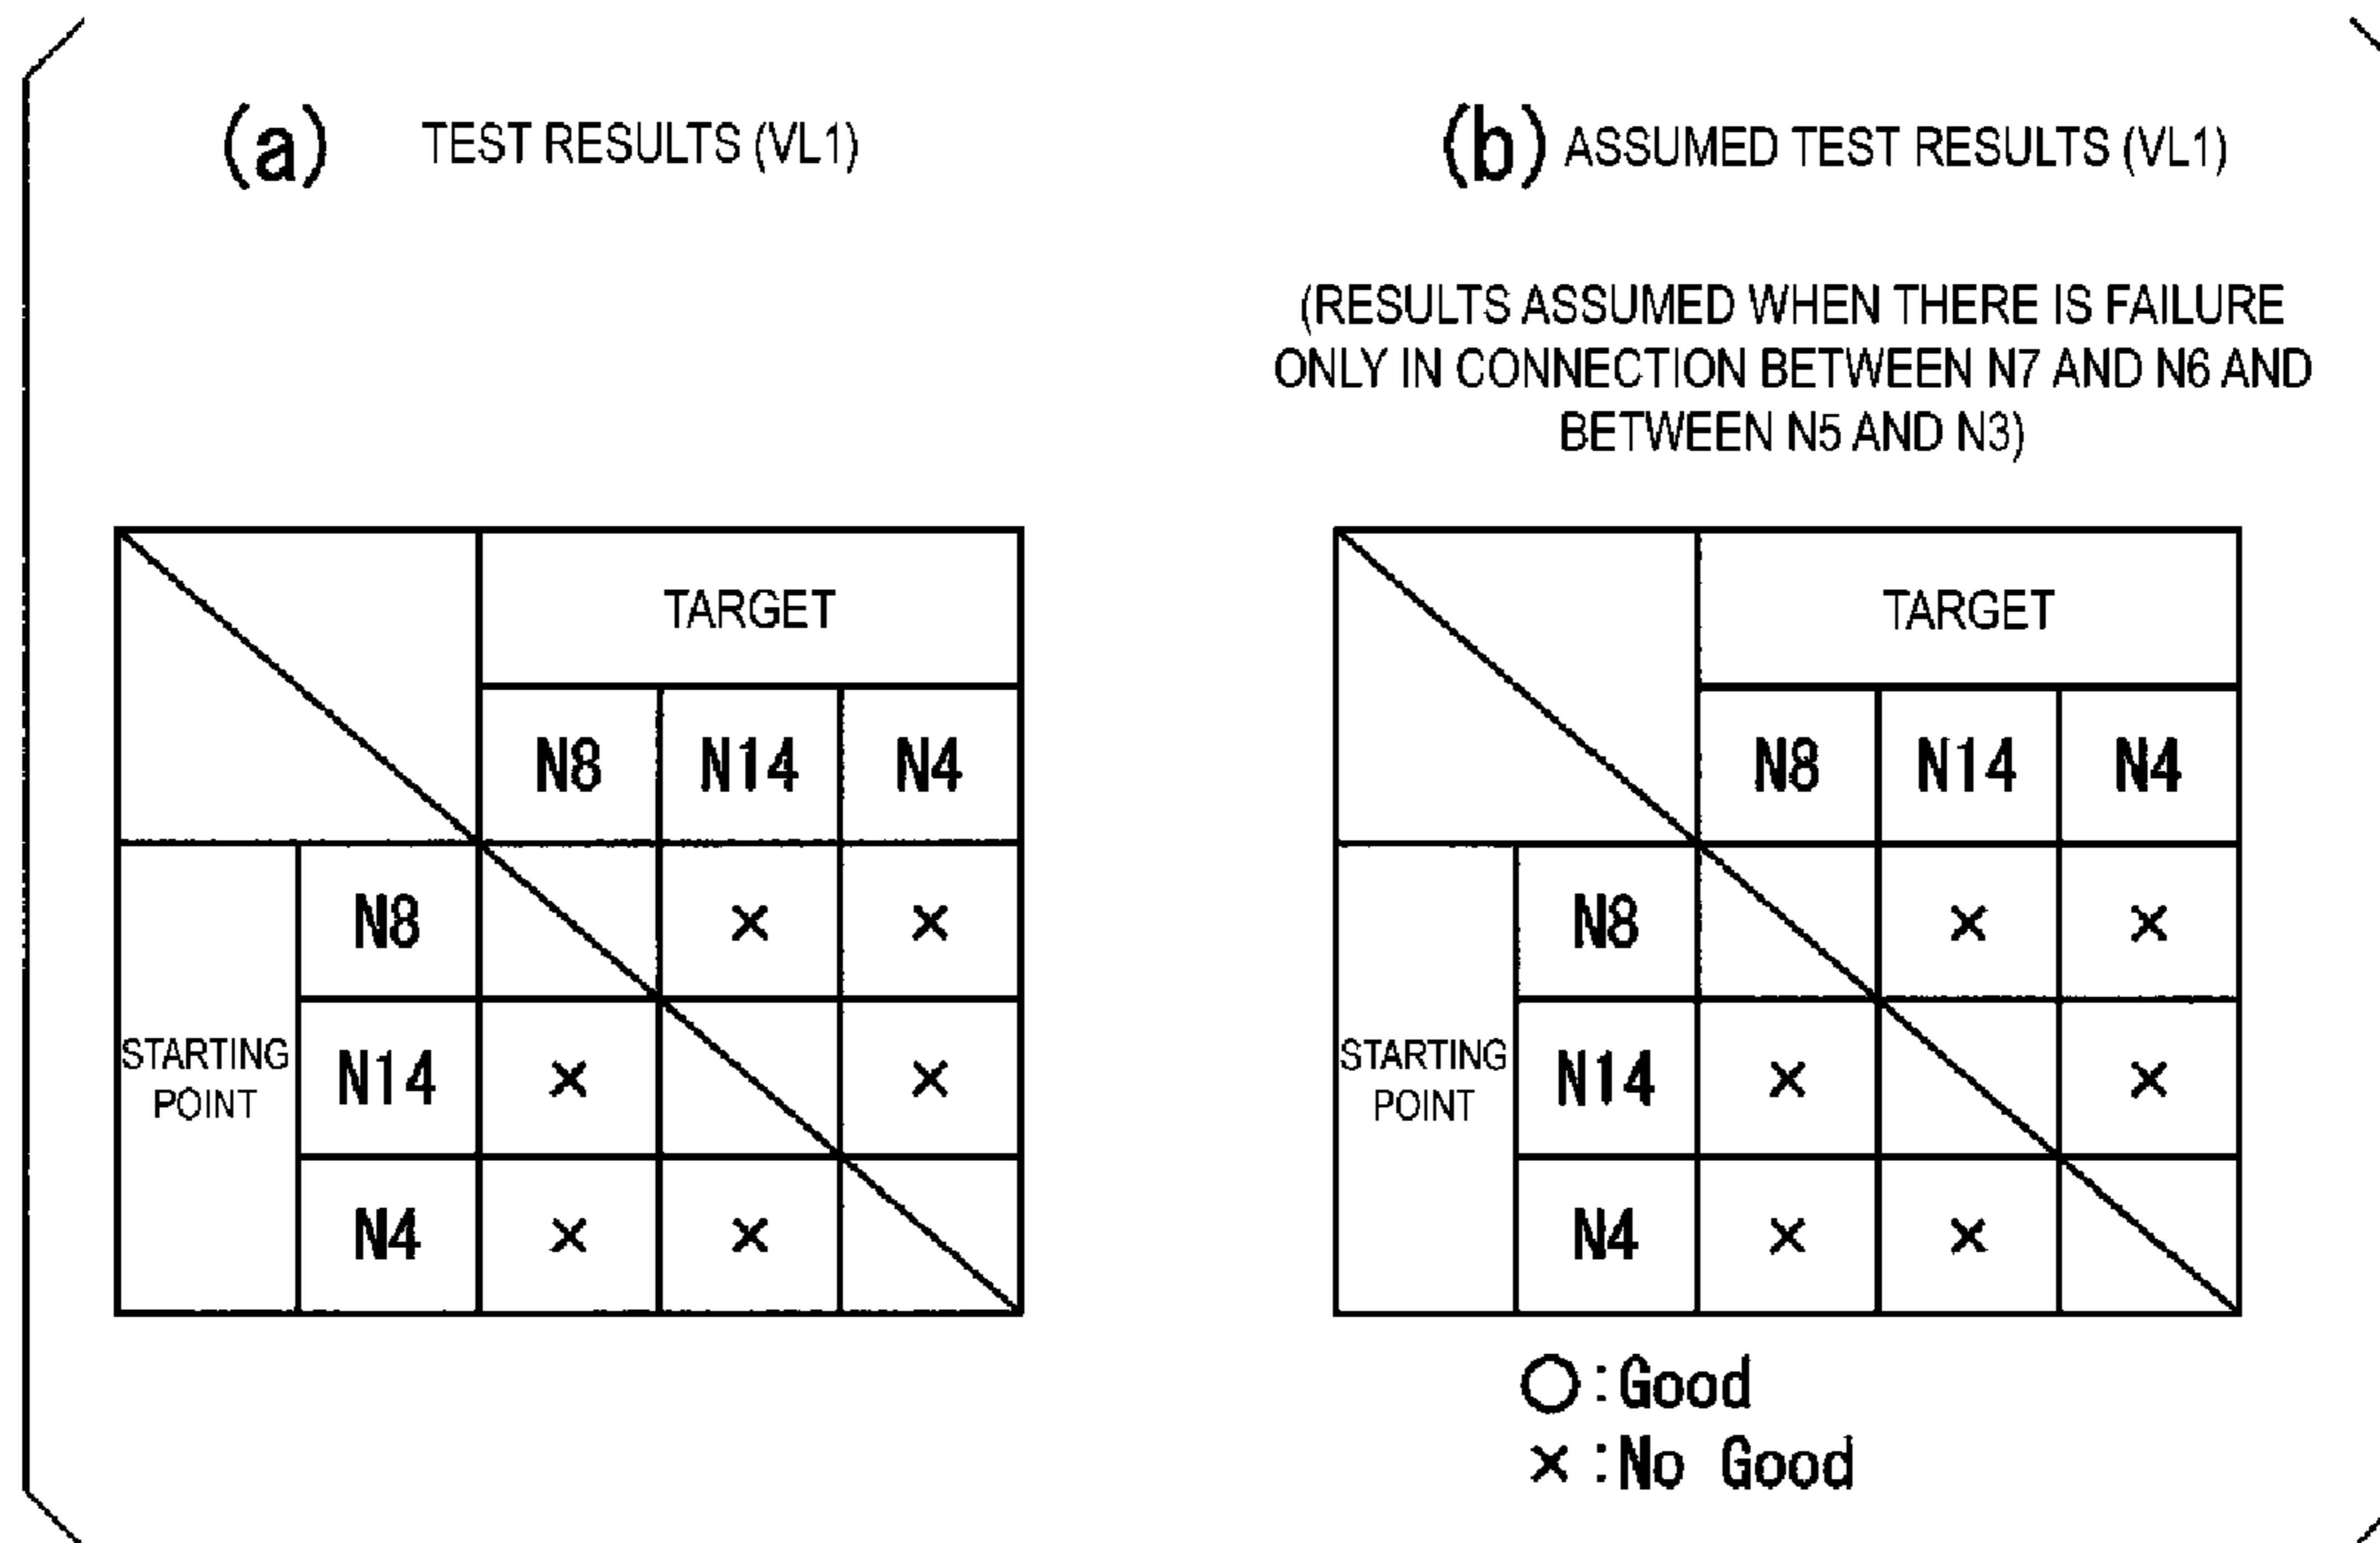 (a) TEST RESULTS (VL1)
(b) ASSUMED TEST RESULTS (VL1)
(RESULTS ASSUMED WHEN THERE IS FAILURE
ONLY IN CONNECTION BETWEEN N7 AND N6 AND
BETWEEN N5 AND N3)
TARGET
N8 N14 N4
STARTING
POINT
N8 × ×
N14 × ×
N4 × ×
TARGET
N8 N14 N4
STARTING
POINT
N8 × ×
N14 × ×
N4 × ×
○:Good
×:No Good